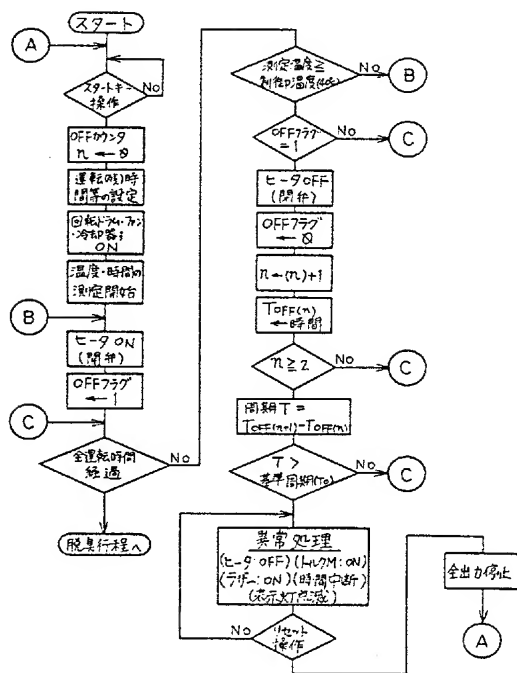 スタート
A
スタートキー
操作
No
OFFカウンタ
n ← 0
運転(残)時
間等の設定
回転ドラム・ファン
・冷却器;
ON
温度・時間の
測定開始
B
ヒータON
(開弁)
OFFフラグ
← 1
C
全運転時間
経過
No
脱臭行程へ
測定温度≧
制御温度(40℃)
No
B
OFFフラグ
=1
No
C
ヒータOFF
(閉弁)
OFFフラグ
← 0
n←(n)+1
TOFF(n)
←時間
n≧2
No
C
周期T=
TOFF(n+1)-TOFF(n)
T>
基準周期(To)
No
C
異常処理
(ヒータ:OFF)
(ブザー:ON)(時間中断)
(表示灯点滅)
No
リセット
操作
全出力停止
A